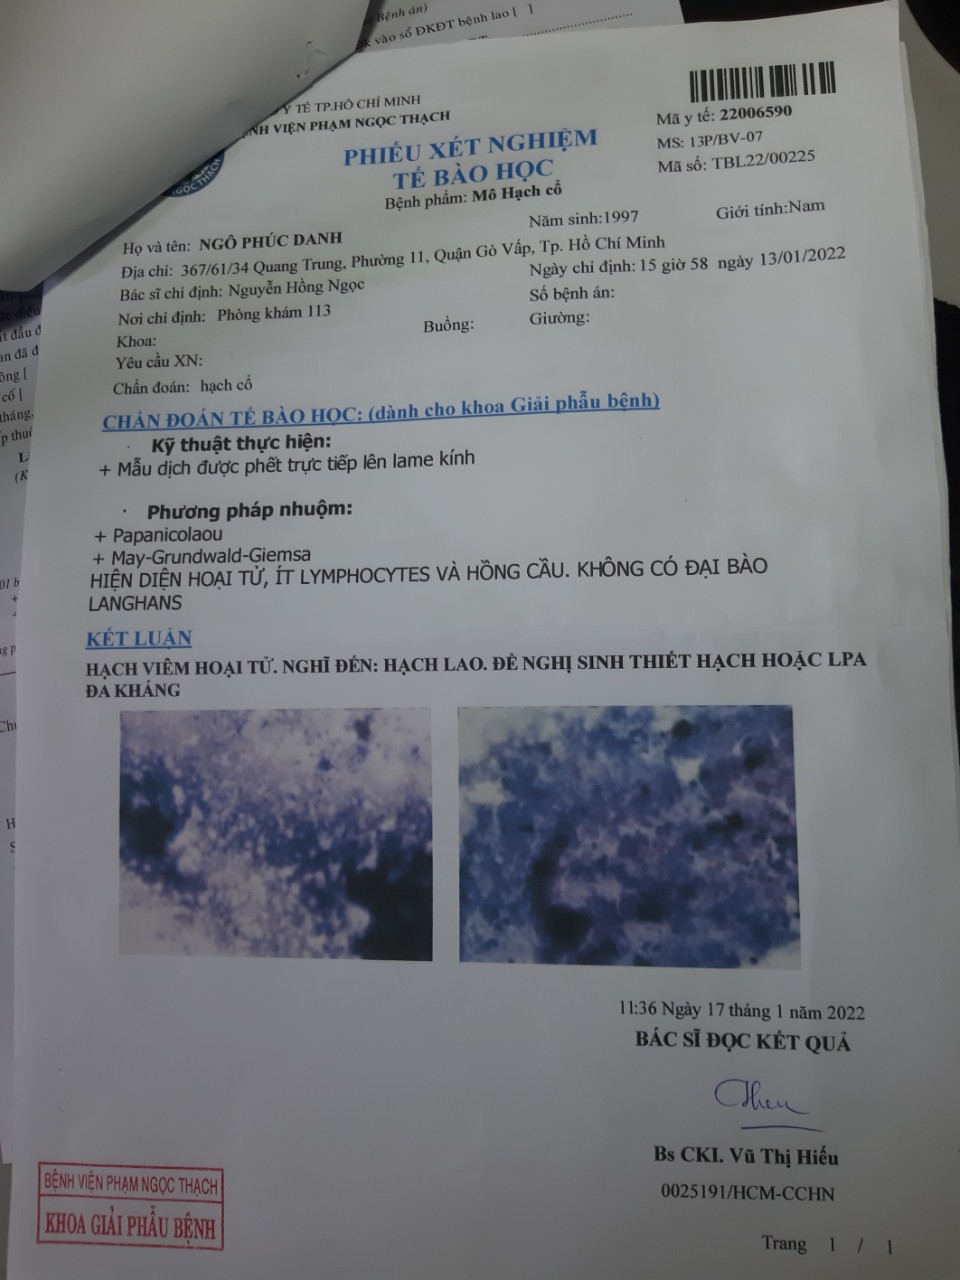 Bệnh án)
vào sổ ĐKĐT bệnh lao [ ]
Y TẾ TP.HỒ CHÍ MINH
BỆNH VIỆN PHẠM NGỌC THẠCH
NGỌC THẠCH
PHIẾU XÉT NGHIỆM
TẾ BÀO HỌC
Bệnh phẩm: Mô Hạch cổ
Mã y tế: 22006590
MS: 13P/BV-07
Mã số: TBL22/00225
Họ và tên: NGÔ PHÚC DANH
Năm sinh:1997
Giới tính:Nam
Địa chỉ: 367/61/34 Quang Trung, Phường 11, Quận Gò Vấp, Tp. Hồ Chí Minh
Bác sĩ chỉ định: Nguyễn Hồng Ngọc
Ngày chỉ định: 15 giờ 58 ngày 13/01/2022
Nơi chỉ định: Phòng khám 113
Số bệnh án:
Khoa:
Buồng:
Giường:
Yêu cầu XN:
Chẩn đoán: hạch cổ
CHẨN ĐOÁN TẾ BÀO HỌC: (dành cho khoa Giải phẫu bệnh)
· Kỹ thuật thực hiện:
+ Mẫu dịch được phết trực tiếp lên lame kính
· Phương pháp nhuộm:
+ Papanicolaou
+ May-Grundwald-Giemsa
HIỆN DIỆN HOẠI TỬ, ÍT LYMPHOCYTES VÀ HỒNG CẦU. KHÔNG CÓ ĐẠI BÀO
LANGHANS
KẾT LUẬN
HẠCH VIÊM HOẠI TỬ. NGHĨ ĐẾN: HẠCH LAO. ĐỀ NGHỊ SINH THIẾT HẠCH HOẶC LPA
ĐA KHÁNG
11:36 Ngày 17 tháng 1 năm 2022
BÁC SĨ ĐỌC KẾT QUẢ
Bs CKI. Vũ Thị Hiếu
0025191/HCM-CCHN
BỆNH VIỆN PHẠM NGỌC THẠCH
KHOA GIẢI PHẪU BỆNH
Trang 1 / 1